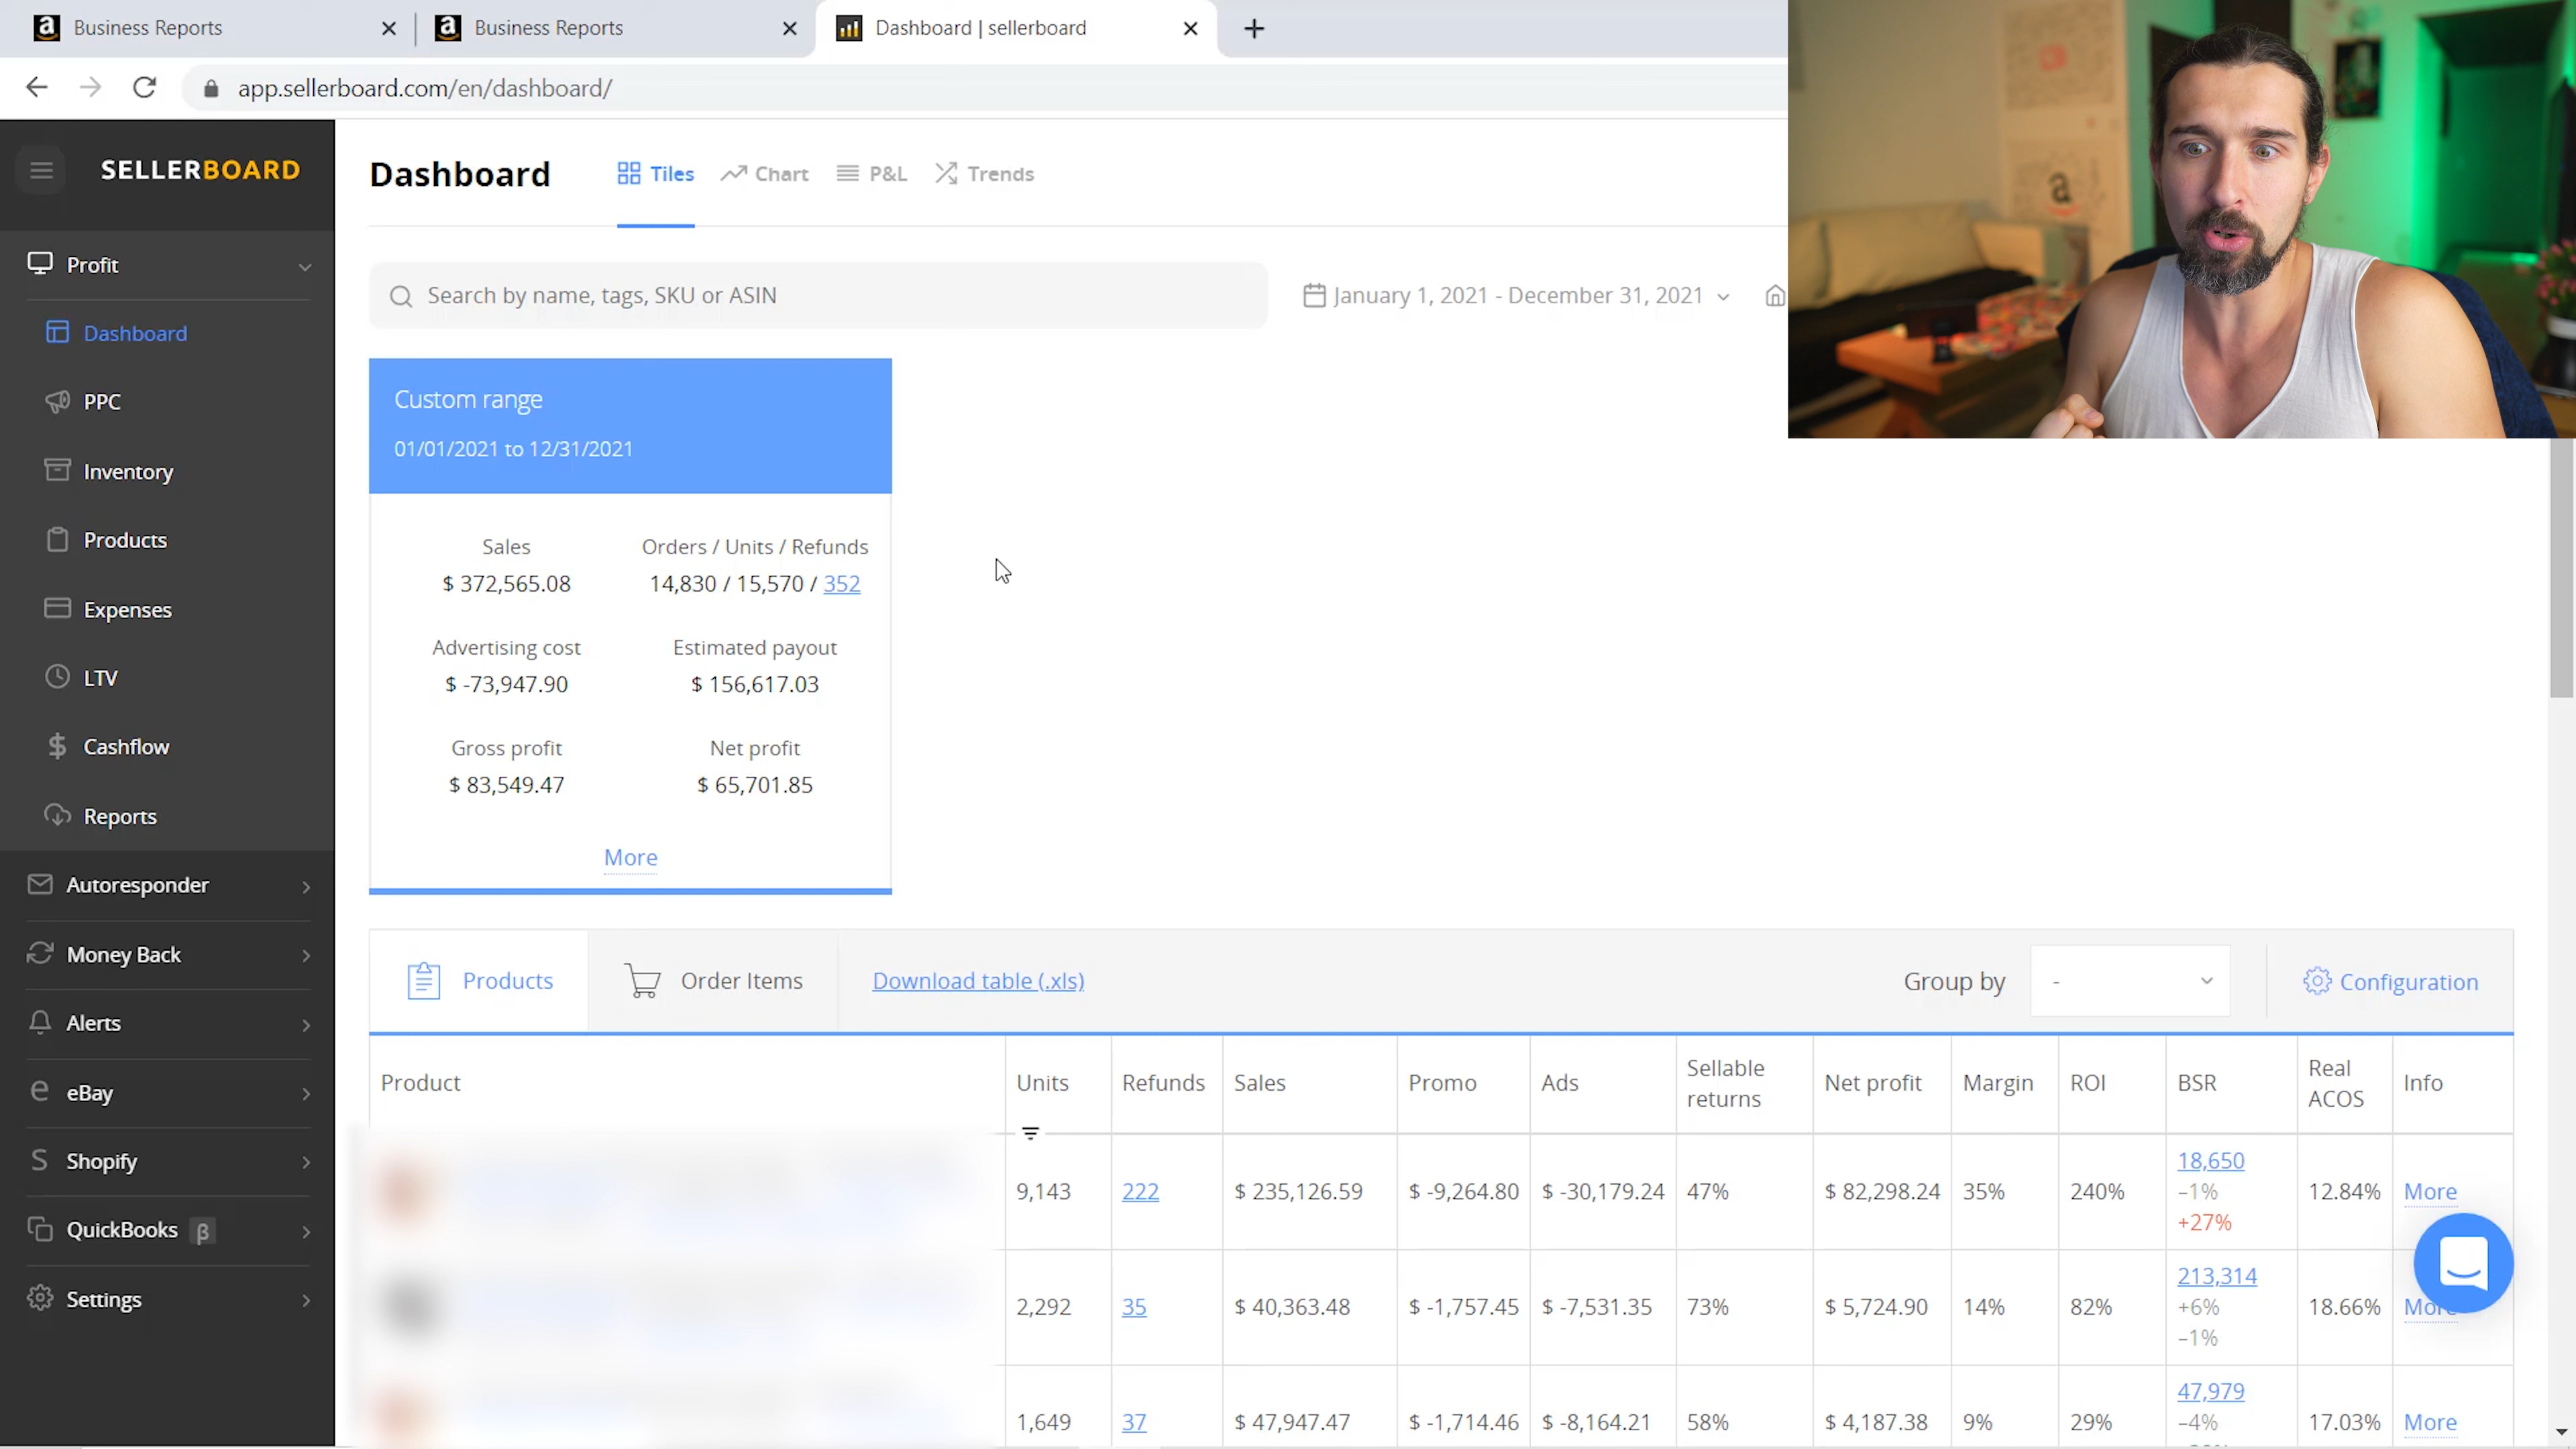 Business Reports
Business Reports
Dashboard | sellerboard
app.sellerboard.com/en/dashboard/
SELLERBOARD
Profit
Dashboard
PPC
Inventory
Products
Expenses
LTV
Cashflow
Reports
Autoresponder
Money Back
Alerts
eBay
Shopify
QuickBooks β
Settings
Dashboard Tiles Chart P&L Trends
Search by name, tags, SKU or ASIN
January 1, 2021 - December 31, 2021
Custom range
01/01/2021 to 12/31/2021
Sales Orders / Units / Refunds
$ 372,565.08 14,830 / 15,570 / 352
Advertising cost Estimated payout
$ -73,947.90 $ 156,617.03
Gross profit Net profit
$ 83,549.47 $ 65,701.85
More
Products Order Items Download table (.xls) Group by - Configuration
Product Units Refunds Sales Promo Ads Sellable returns Net profit Margin ROI BSR Real ACOS Info
9,143 222 $ 235,126.59 $ -9,264.80 $ -30,179.24 47% $ 82,298.24 35% 240% 18,650 –1% +27% 12.84% More
2,292 35 $ 40,363.48 $ -1,757.45 $ -7,531.35 73% $ 5,724.90 14% 82% 213,314 +6% –1% 18.66% More
1,649 37 $ 47,947.47 $ -1,714.46 $ -8,164.21 58% $ 4,187.38 9% 29% 47,979 –4% 17.03% More